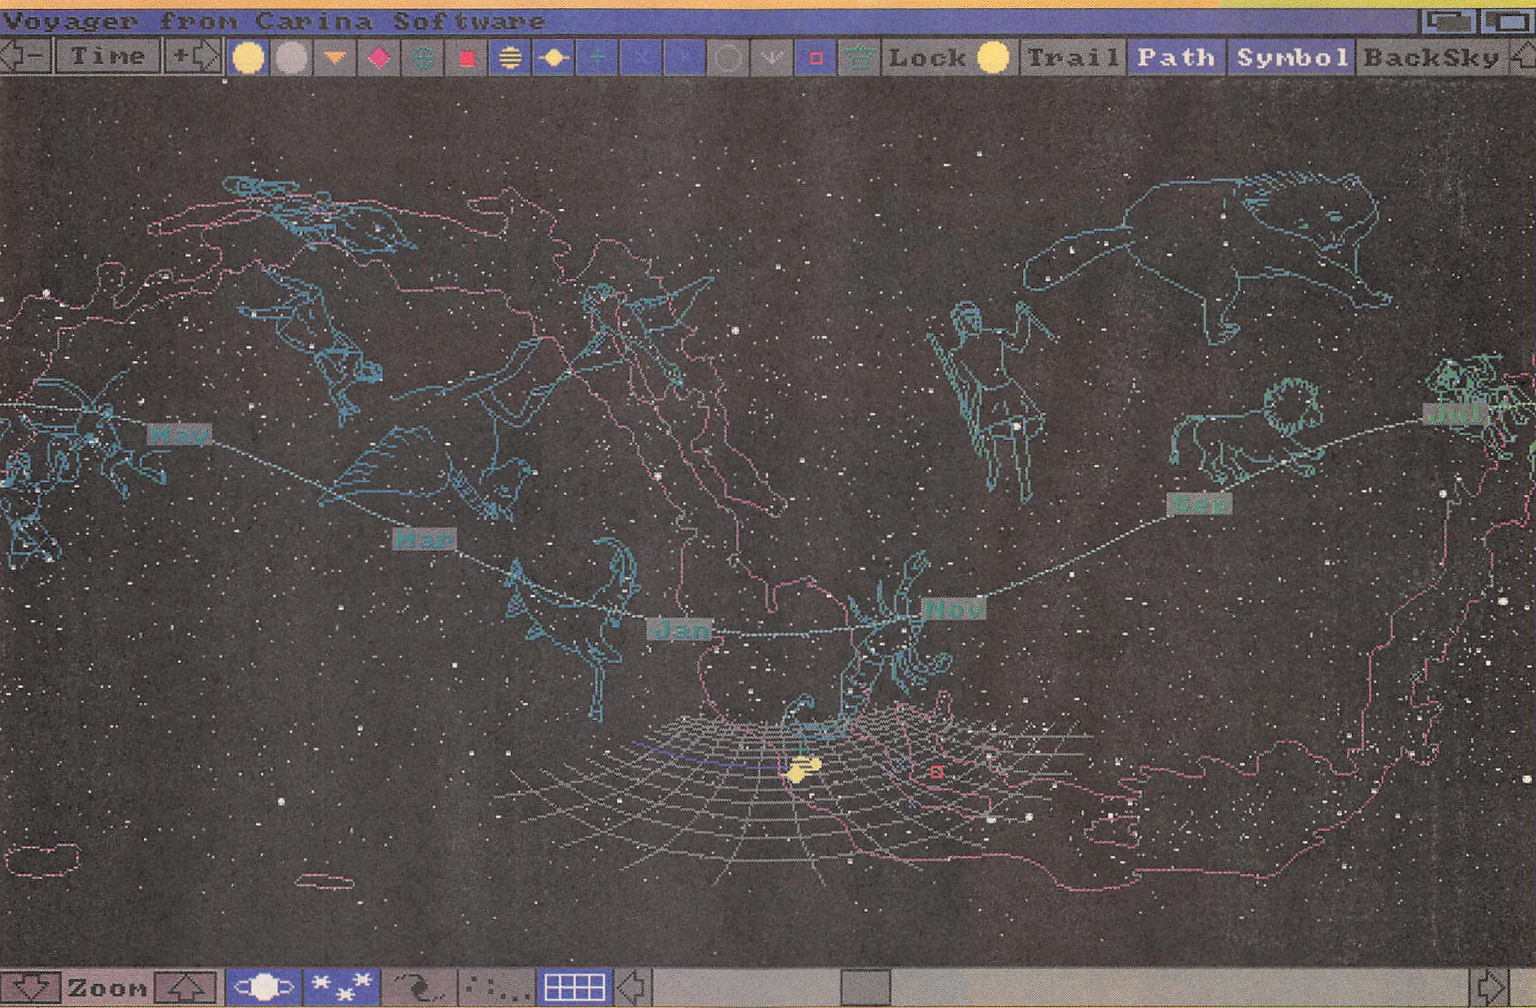 Voyager from Carina Software
Time Lock Trail Path Symbol BackSky
Jul
May
Sep
Mar
Nov
Jan
Zoom